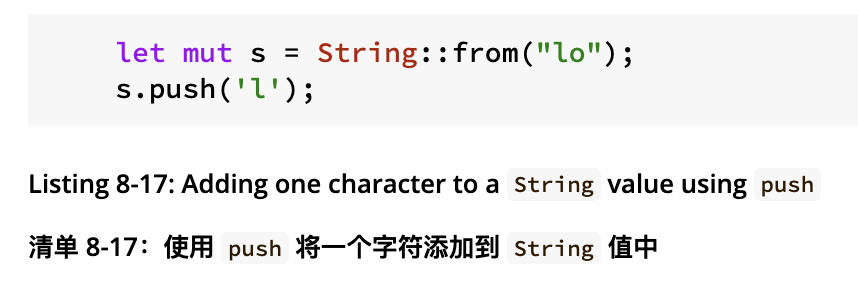 let mut s = String::from("lo");
s.push('l');
Listing 8-17: Adding one character to a String value using push
清单 8-17：使用 push 将一个字符添加到 String 值中